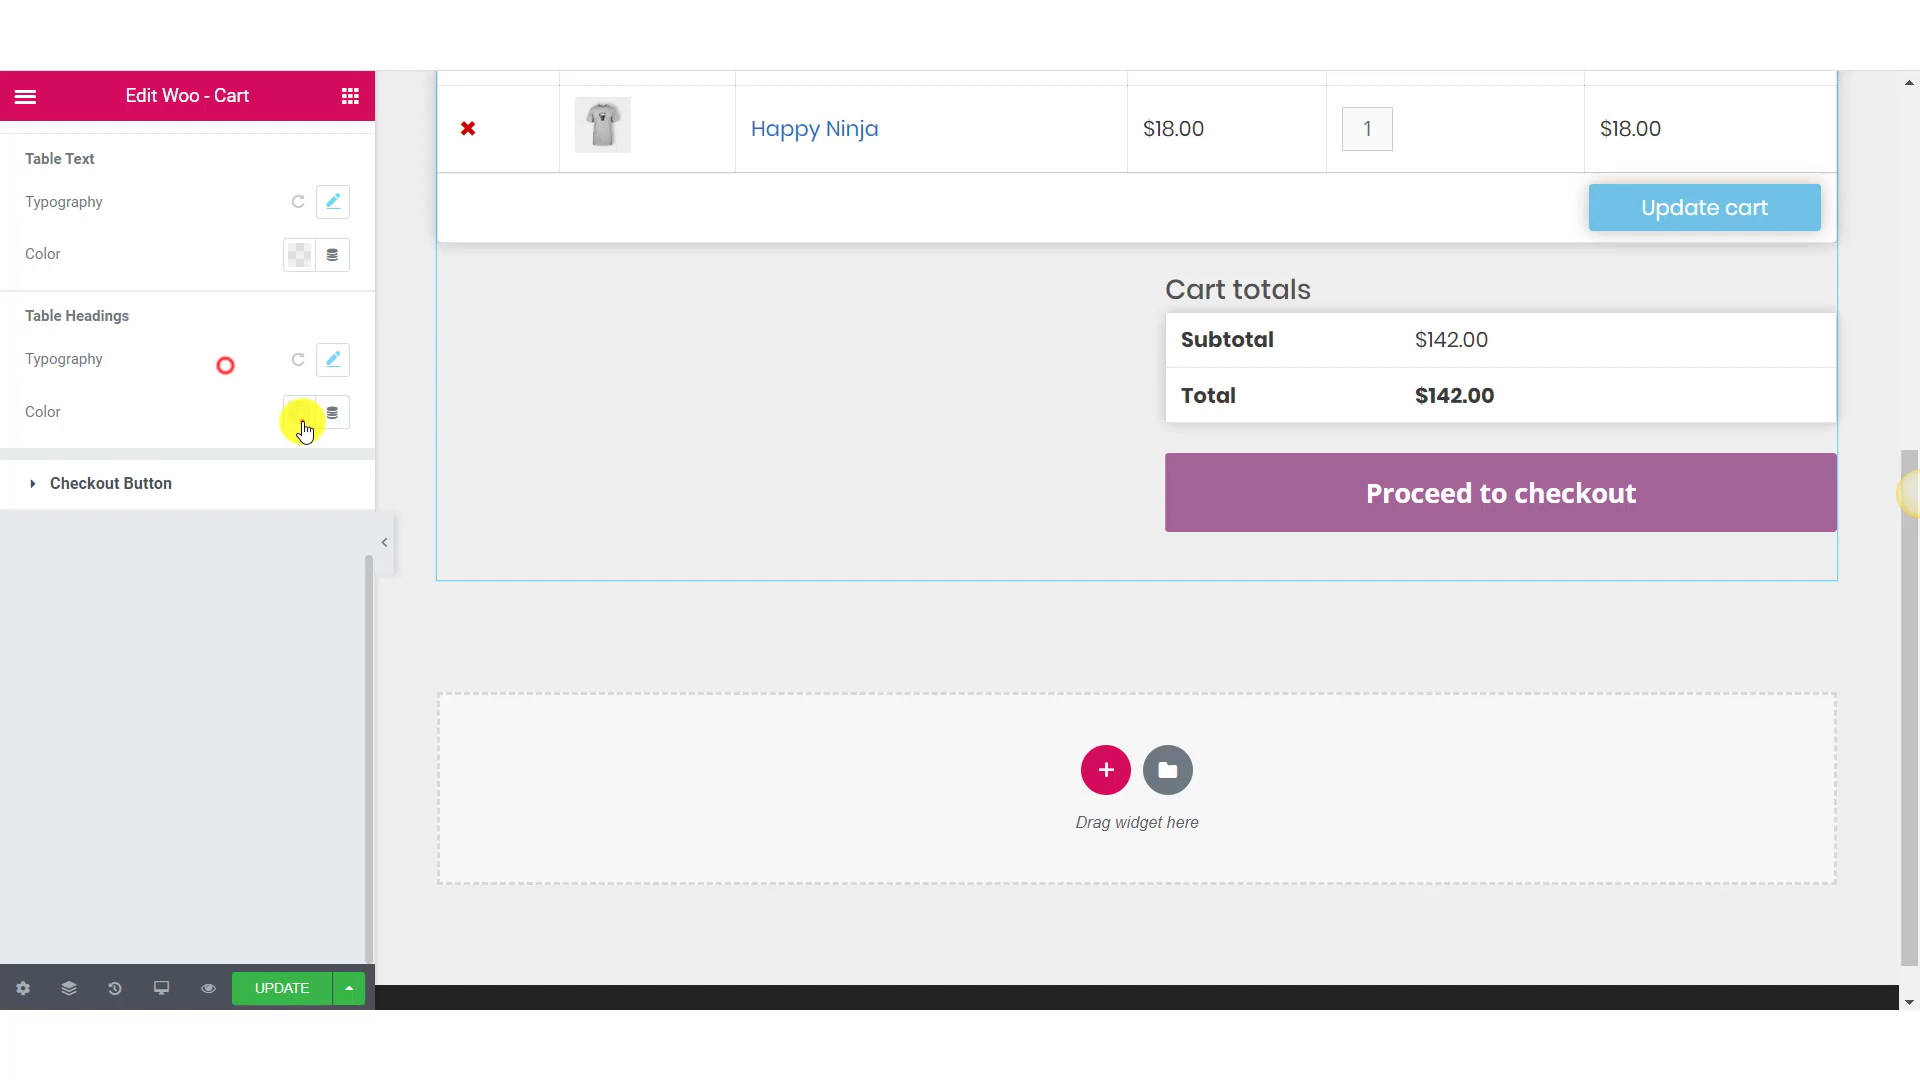 Edit Woo - Cart
Table Text
Typography
Color
Table Headings
Typography
Color
Checkout Button
UPDATE
Happy Ninja
$18.00
1
$18.00
Update cart
Cart totals
Subtotal $142.00
Total $142.00
Proceed to checkout
Drag widget here